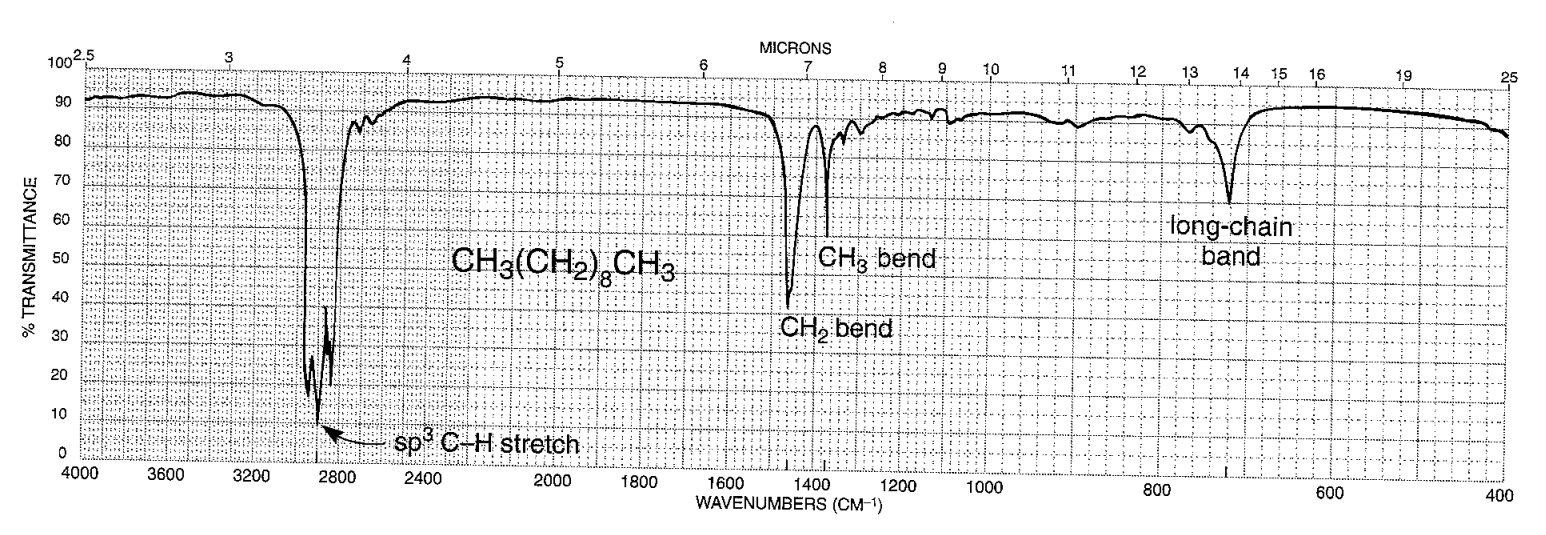 MICRONS
2.5 3 4 5 6 7 8 9 10 11 12 13 14 15 16 19 25
% TRANSMITTANCE
100
90
80
70
60
50
40
30
20
10
0
CH3(CH2)8CH3
sp3 C–H stretch
CH2 bend
CH3 bend
long-chain
band
4000 3600 3200 2800 2400 2000 1800 1600 1400 1200 1000 800 600 400
WAVENUMBERS (CM–1)